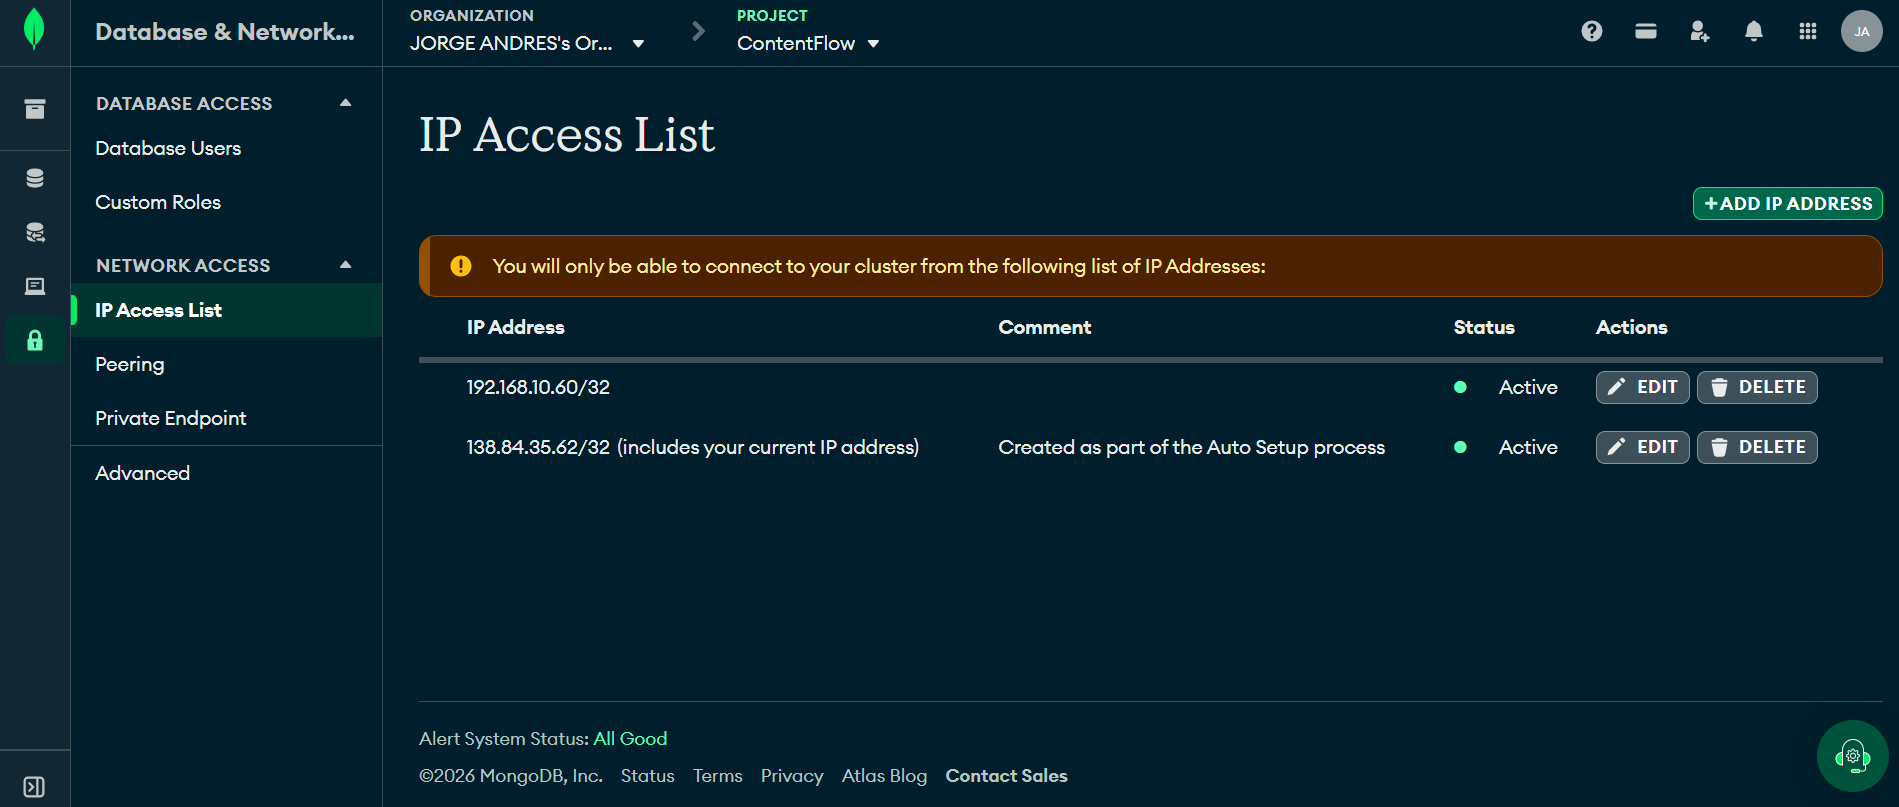 Database & Network...
ORGANIZATION
JORGE ANDRES's Or...
PROJECT
ContentFlow
JA
DATABASE ACCESS
Database Users
Custom Roles
NETWORK ACCESS
IP Access List
Peering
Private Endpoint
Advanced
IP Access List
+ADD IP ADDRESS
You will only be able to connect to your cluster from the following list of IP Addresses:
IP Address Comment Status Actions
192.168.10.60/32 Active EDIT DELETE
138.84.35.62/32 (includes your current IP address) Created as part of the Auto Setup process Active EDIT DELETE
Alert System Status: All Good
©2026 MongoDB, Inc. Status Terms Privacy Atlas Blog Contact Sales